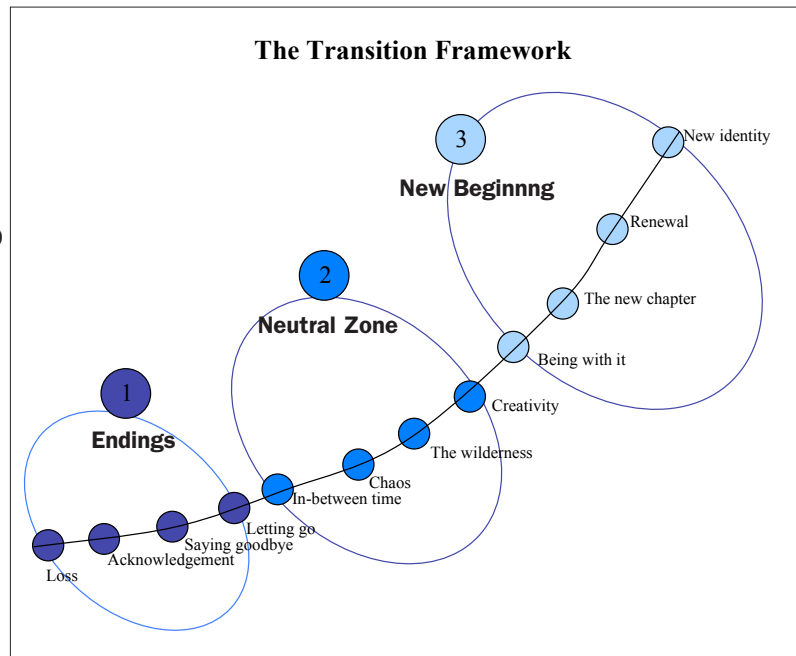 The Transition Framework
3
New Beginnng
New identity
Renewal
The new chapter
Being with it
2
Neutral Zone
Creativity
The wilderness
Chaos
In-between time
1
Endings
Letting go
Saying goodbye
Acknowledgement
Loss